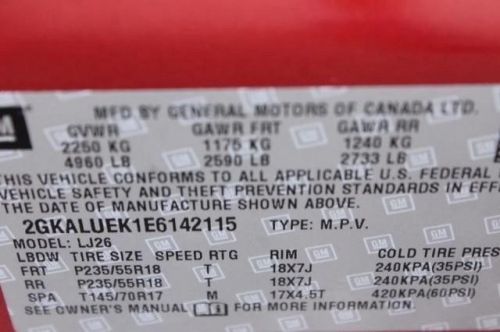 GM
MFD BY GENERAL MOTORS OF CANADA LTD.
GVWR GAWR FRT GAWR RR
2250 KG 1175 KG 1240 KG
4960 LB 2590 LB 2733 LB
THIS VEHICLE CONFORMS TO ALL APPLICABLE U.S. FEDERAL
VEHICLE SAFETY AND THEFT PREVENTION STANDARDS IN EFFE
THE DATE OF MANUFACTURE SHOWN ABOVE.
2GKALUEK1E6142115 TYPE: M.P.V.
MODEL: LJ26
LBDW TIRE SIZE SPEED RTG RIM COLD TIRE PRES
FRT P235/55R18 T 18X7J 240KPA(35PSI)
RR P235/55R18 T 18X7J 240KPA(35PSI)
SPA T145/70R17 M 17X4.5T 420KPA(60PSI)
SEE OWNER'S MANUAL FOR MORE INFORMATION.